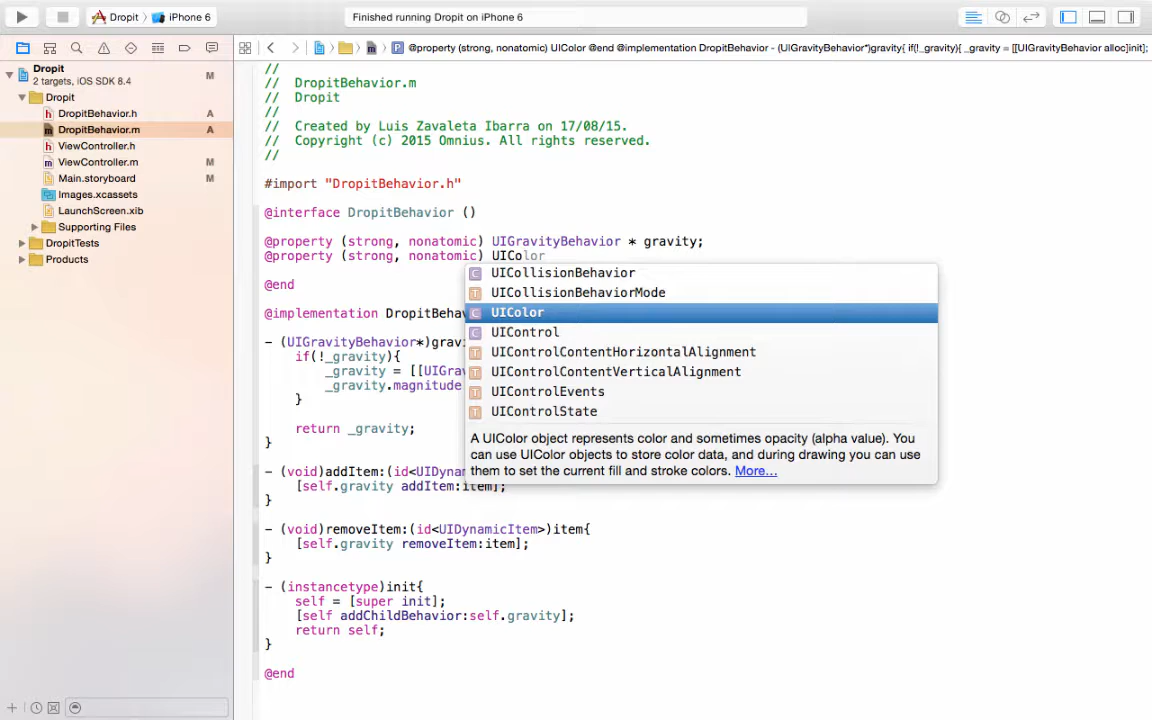 Dropit
iPhone 6
Finished running Dropit on iPhone 6
@property (strong, nonatomic) UIColor @end @implementation DropitBehavior - (UIGravityBehavior*)gravity{ if(!_gravity){ _gravity = [[UIGravityBehavior alloc]init];
Dropit
M
2 targets, iOS SDK 8.4
Dropit
DropitBehavior.h
A
DropitBehavior.m
A
ViewController.h
ViewController.m
M
Main.storyboard
M
Images.xcassets
LaunchScreen.xib
Supporting Files
DropitTests
Products
//
// DropitBehavior.m
// Dropit
//
// Created by Luis Zavaleta Ibarra on 17/08/15.
// Copyright (c) 2015 Omnius. All rights reserved.
//
#import "DropitBehavior.h"
@interface DropitBehavior ()
@property (strong, nonatomic) UIGravityBehavior * gravity;
@property (strong, nonatomic) UIColor
@end
@implementation DropitBeha
- (UIGravityBehavior*)gravi
if(!_gravity){
_gravity = [[UIGra
_gravity.magnitude
}
return _gravity;
}
- (void)addItem:(id<UIDynam
[self.gravity addItem:item];
}
- (void)removeItem:(id<UIDynamicItem>)item{
[self.gravity removeItem:item];
}
- (instancetype)init{
self = [super init];
[self addChildBehavior:self.gravity];
return self;
}
@end
C UICollisionBehavior
T UICollisionBehaviorMode
C UIColor
C UIControl
T UIControlContentHorizontalAlignment
T UIControlContentVerticalAlignment
T UIControlEvents
T UIControlState
A UIColor object represents color and sometimes opacity (alpha value). You
can use UIColor objects to store color data, and during drawing you can use
them to set the current fill and stroke colors. More...